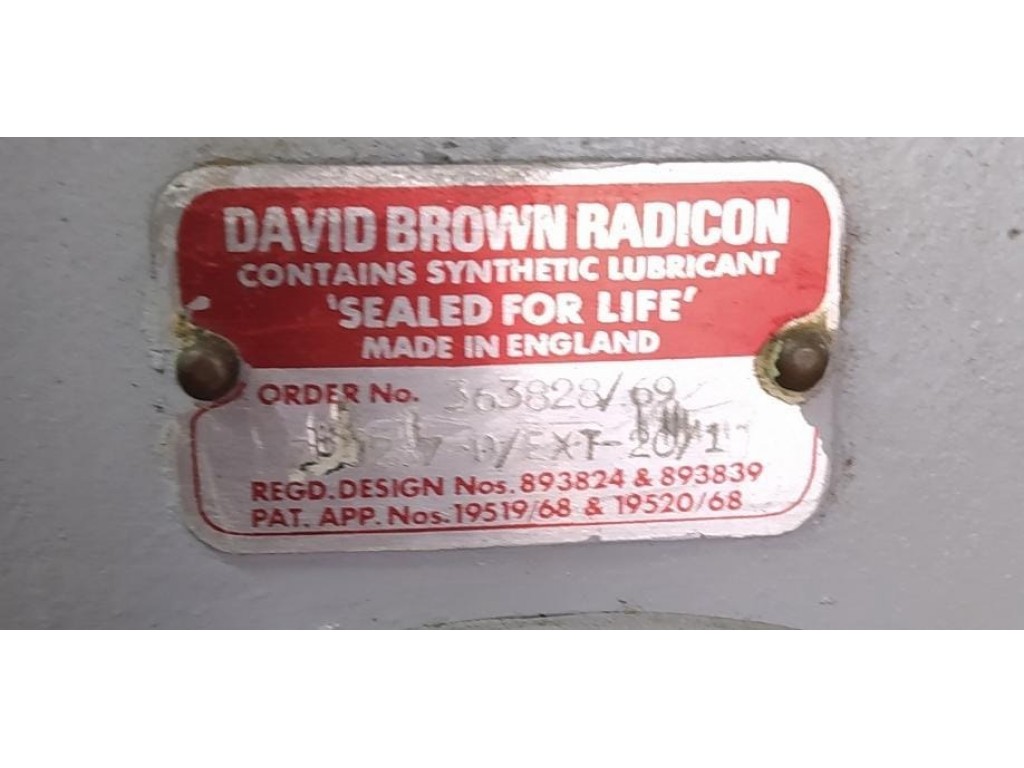 DAVID BROWN RADICON
CONTAINS SYNTHETIC LUBRICANT
'SEALED FOR LIFE'
MADE IN ENGLAND
ORDER No. 363828/69
REGD. DESIGN Nos. 893824 & 893839
PAT. APP. Nos. 19519/68 & 19520/68